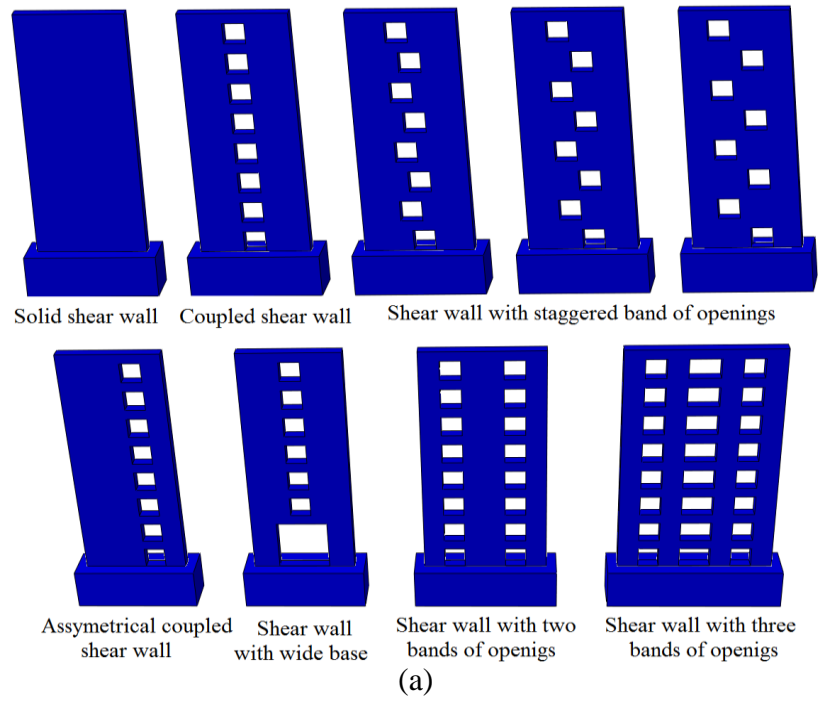 Solid shear wall
Coupled shear wall
Shear wall with staggered band of openings
Assymetrical coupled
shear wall
Shear wall
with wide base
Shear wall with two
bands of openigs
Shear wall with three
bands of openigs
(a)